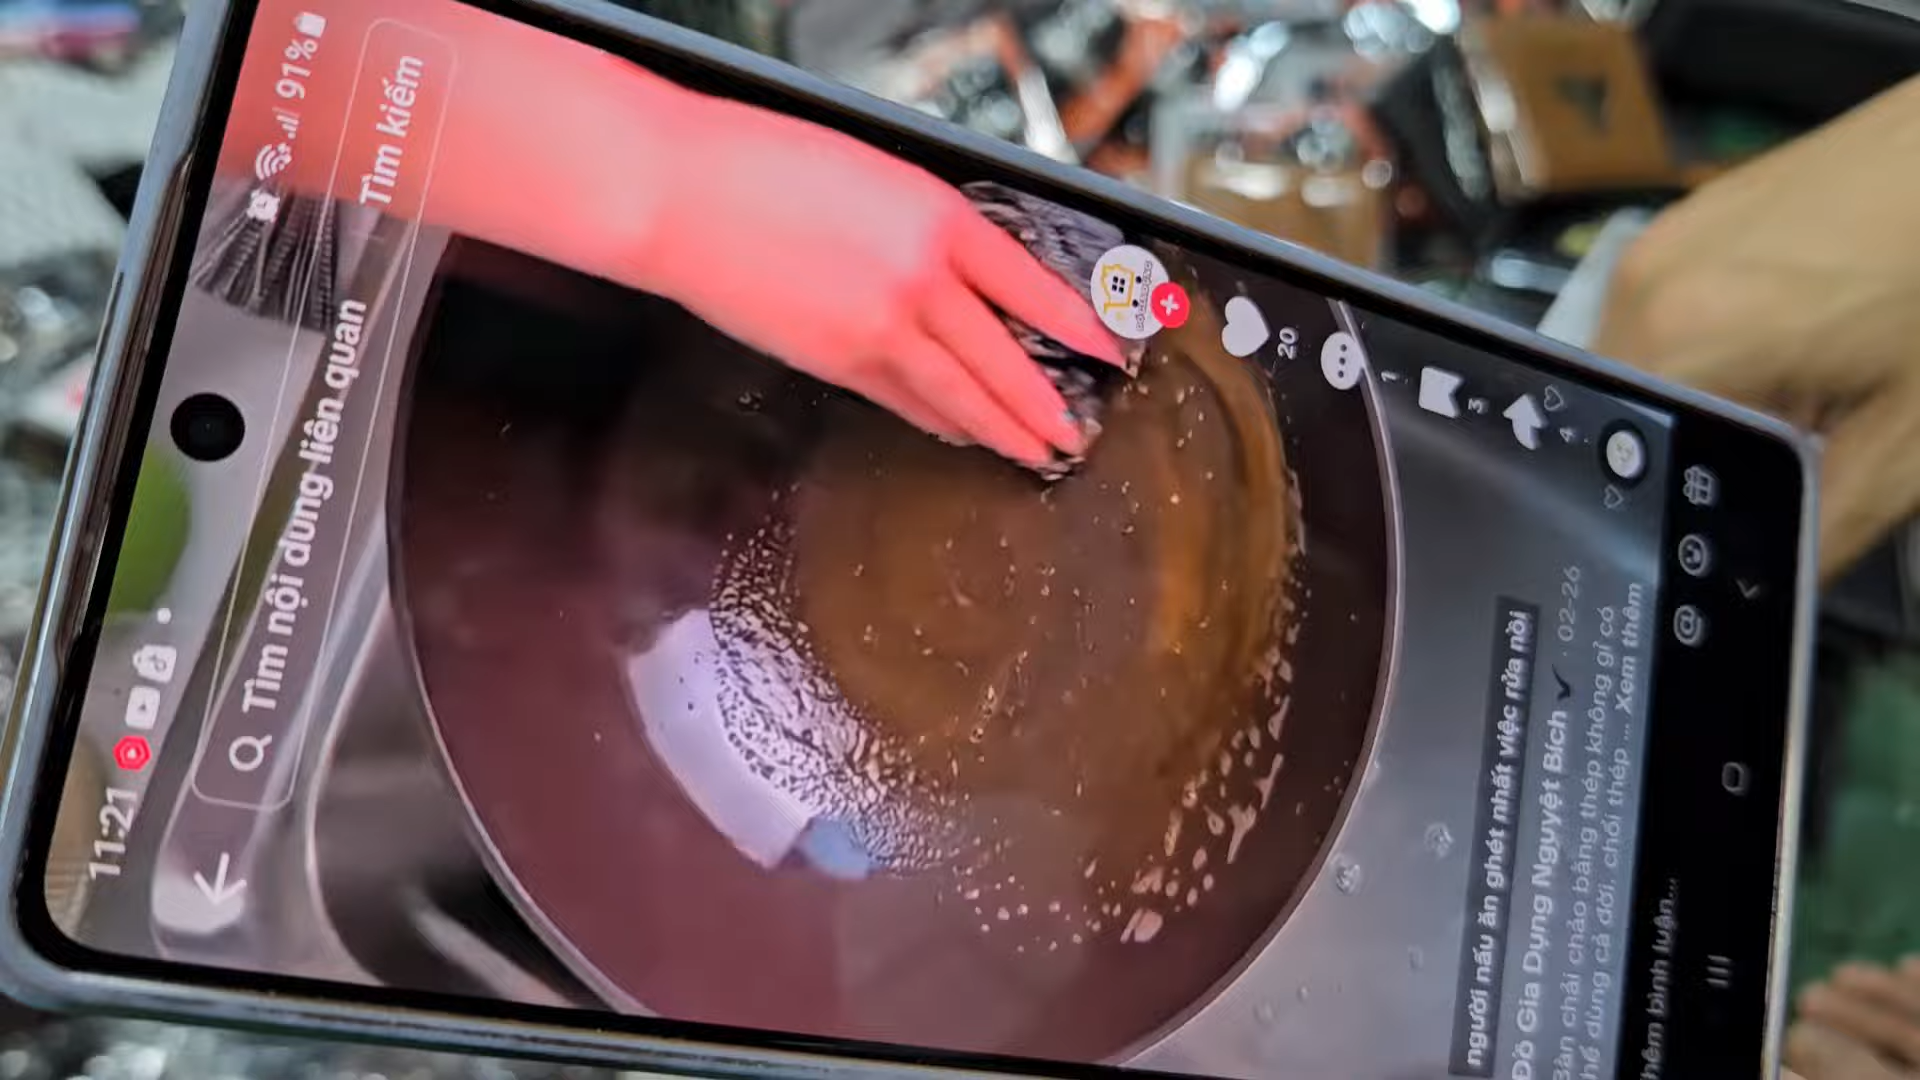 11:21
91%
Tìm nội dung liên quan
Tìm kiếm
20
1
3
4
người nấu ăn ghét nhất việc rửa nồi
Đồ Gia Dụng Nguyệt Bích ✓ · 02-26
Bàn chải chảo bằng thép không gỉ có
thể dùng cả đời, chổi thép ... Xem thêm
hêm bình luận...